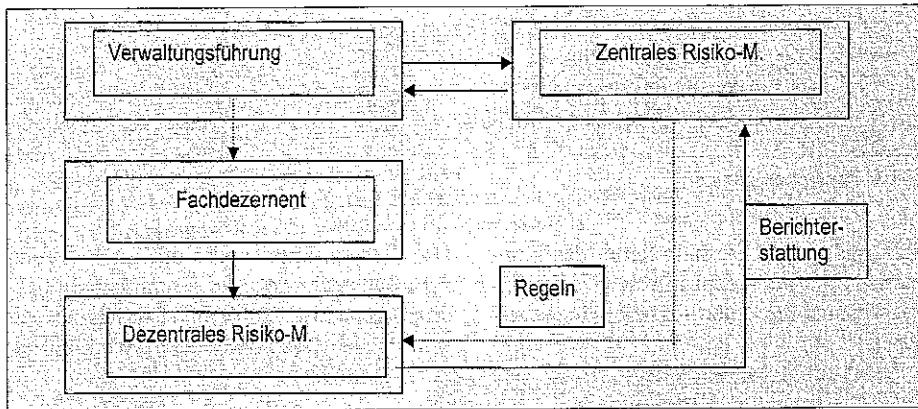 Verwaltungsführung
Zentrales Risiko-M.
Fachdezernent
Berichter-
stattung
Regeln
Dezentrales Risiko-M.